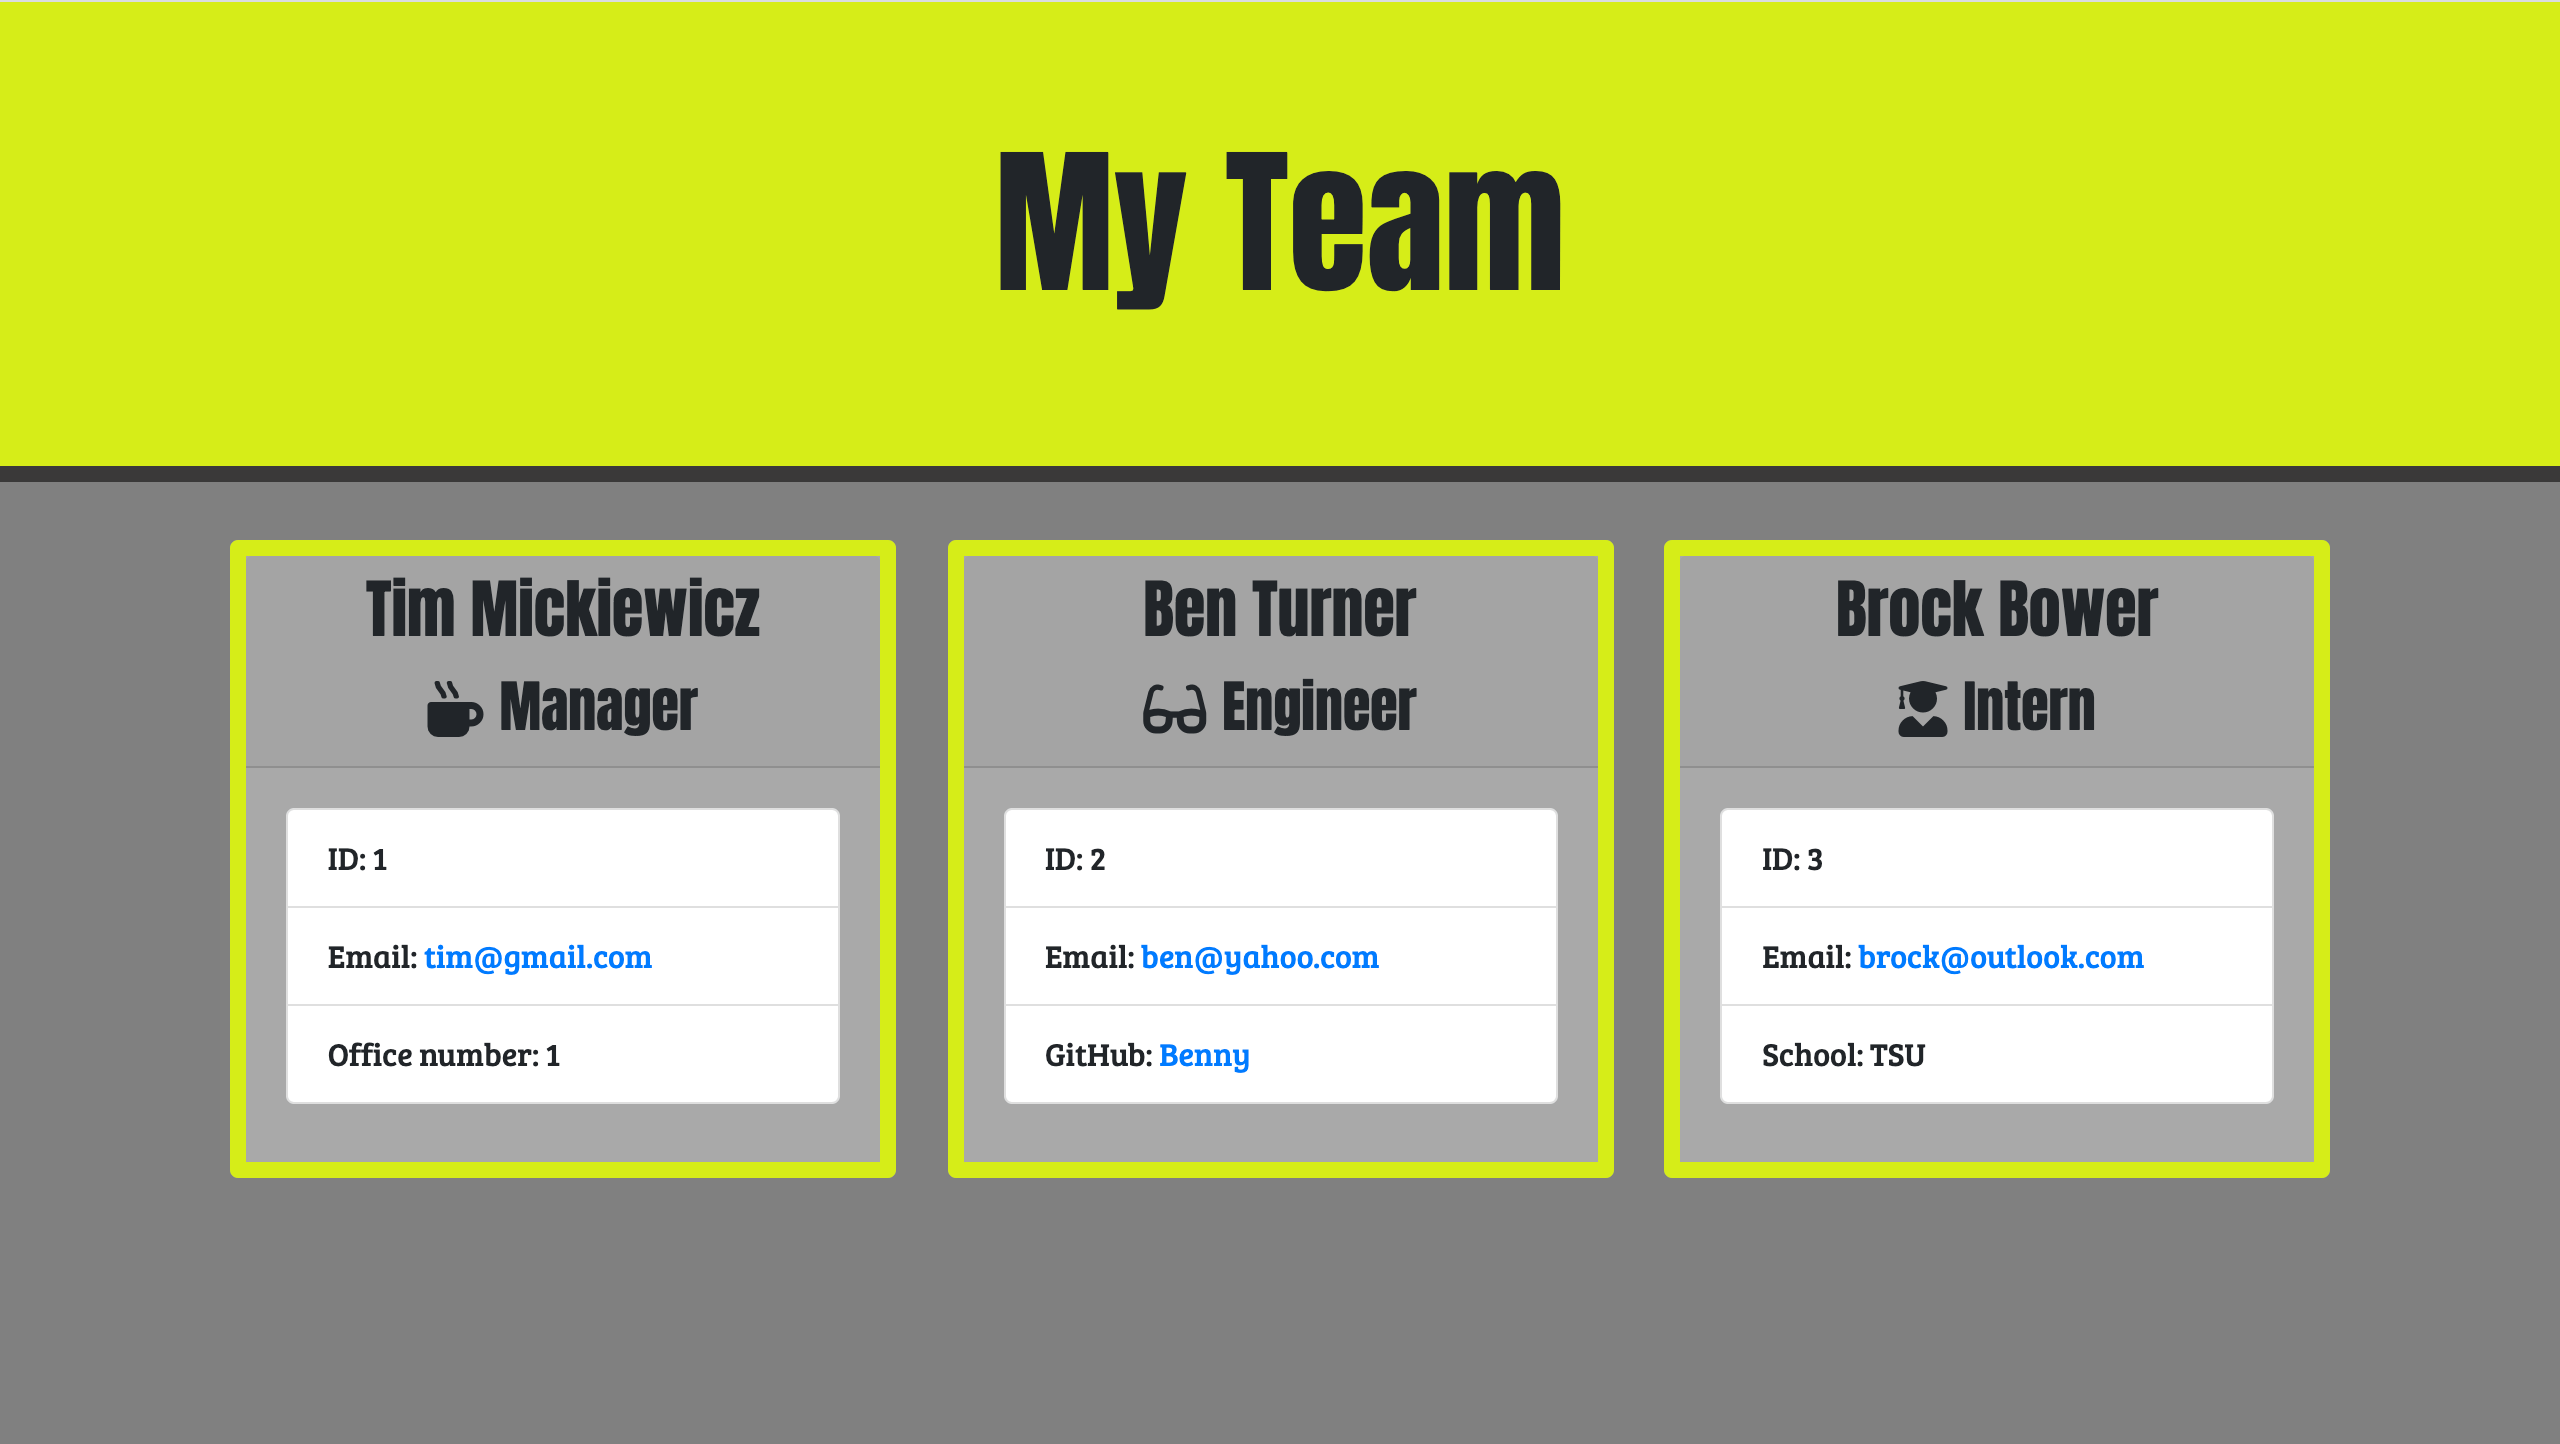 My Team
Tim Mickiewicz
Manager
ID: 1
Email: tim@gmail.com
Office number: 1
Ben Turner
Engineer
ID: 2
Email: ben@yahoo.com
GitHub: Benny
Brock Bower
Intern
ID: 3
Email: brock@outlook.com
School: TSU